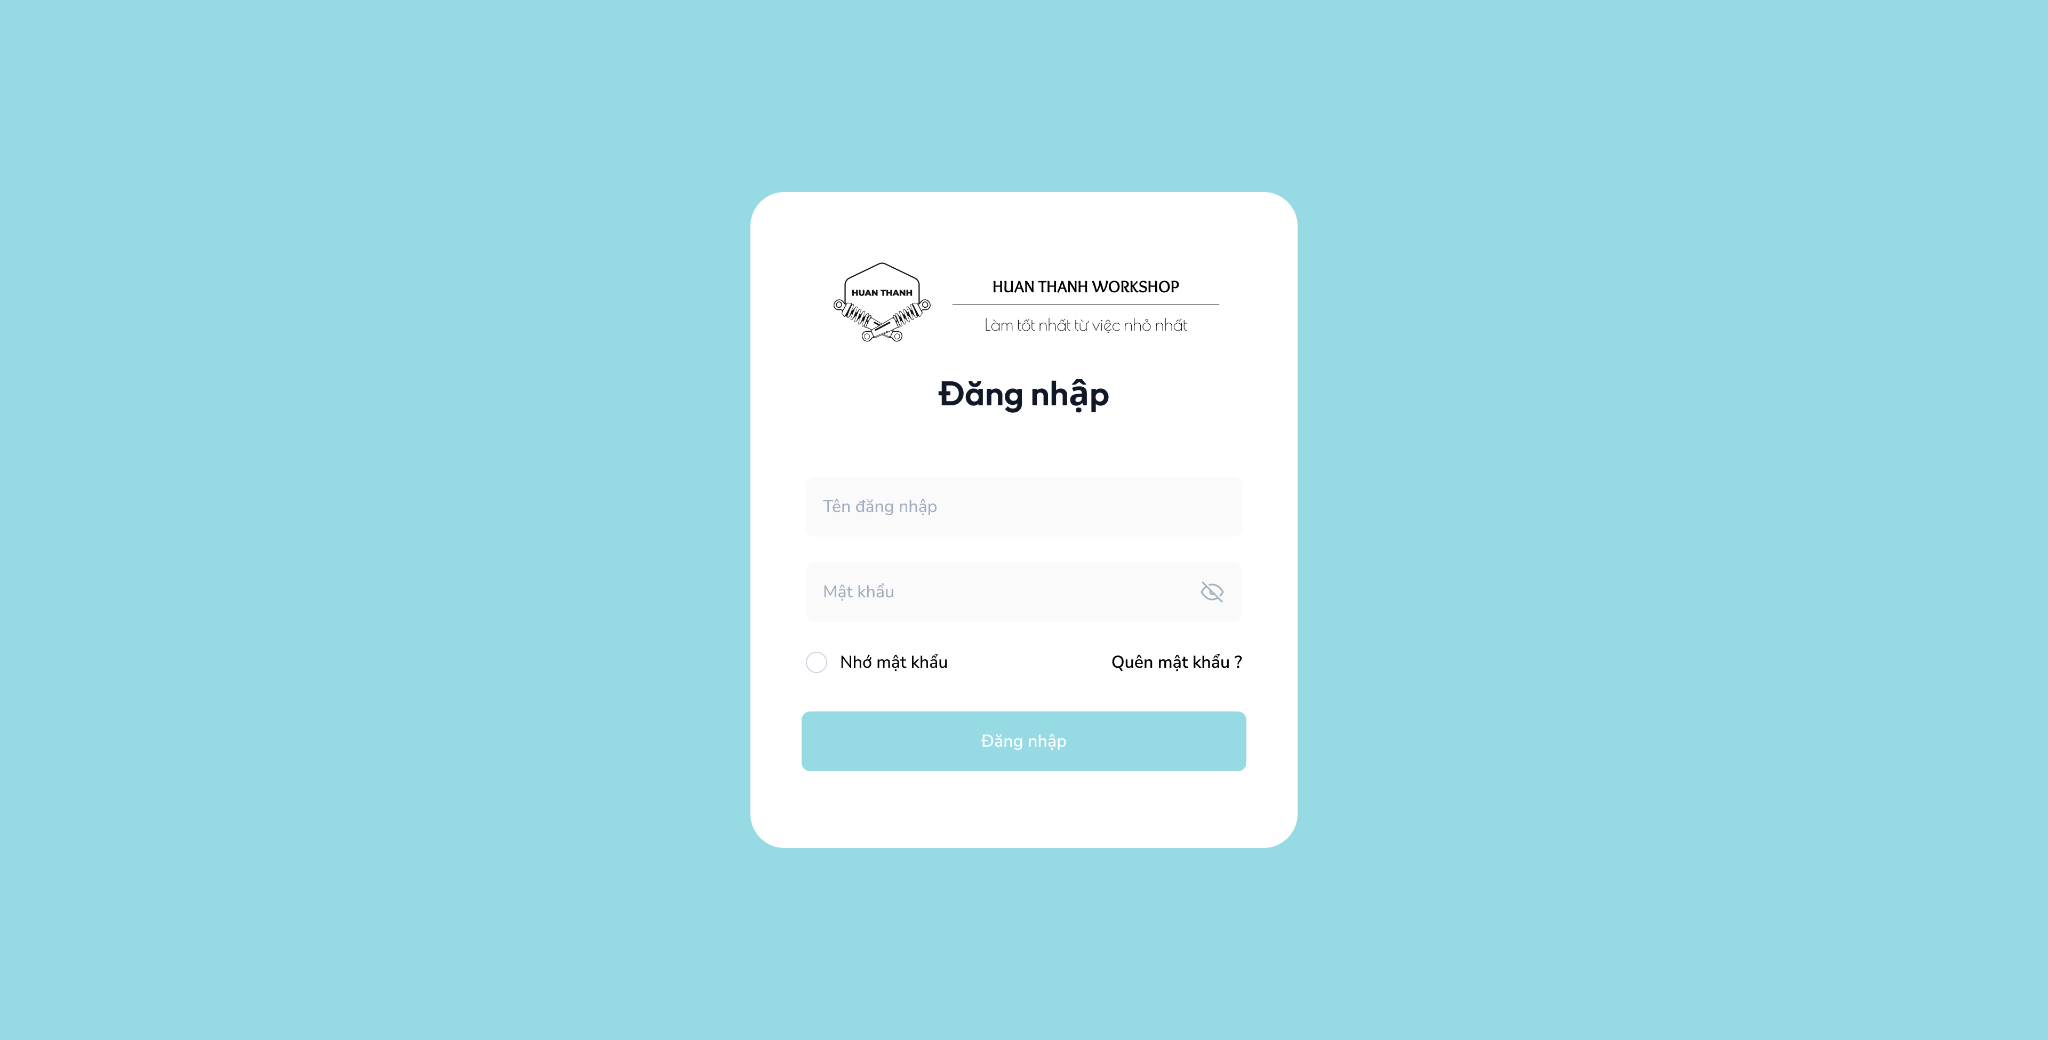 HUAN THANH
HUAN THANH WORKSHOP
Làm tốt nhất từ việc nhỏ nhất
Đăng nhập
Tên đăng nhập
Mật khẩu
Nhớ mật khẩu
Quên mật khẩu ?
Đăng nhập